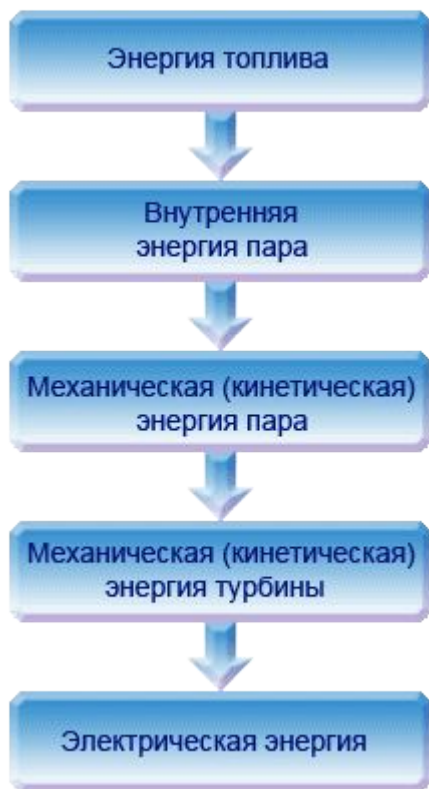 Энергия топлива
Внутренняя
энергия пара
Механическая (кинетическая)
энергия пара
Механическая (кинетическая)
энергия турбины
Электрическая энергия